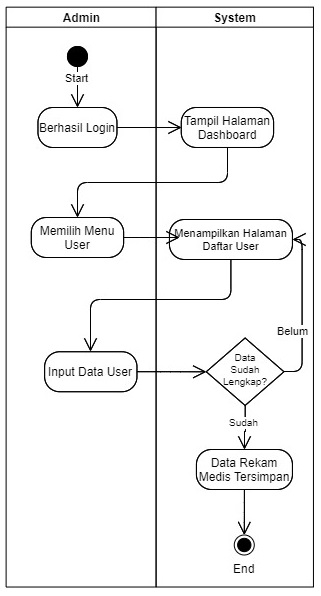 Admin
System
Start
Berhasil Login
Tampil Halaman
Dashboard
Memilih Menu
User
Menampilkan Halaman
Daftar User
Belum
Input Data User
Data
Sudah
Lengkap?
Sudah
Data Rekam
Medis Tersimpan
End